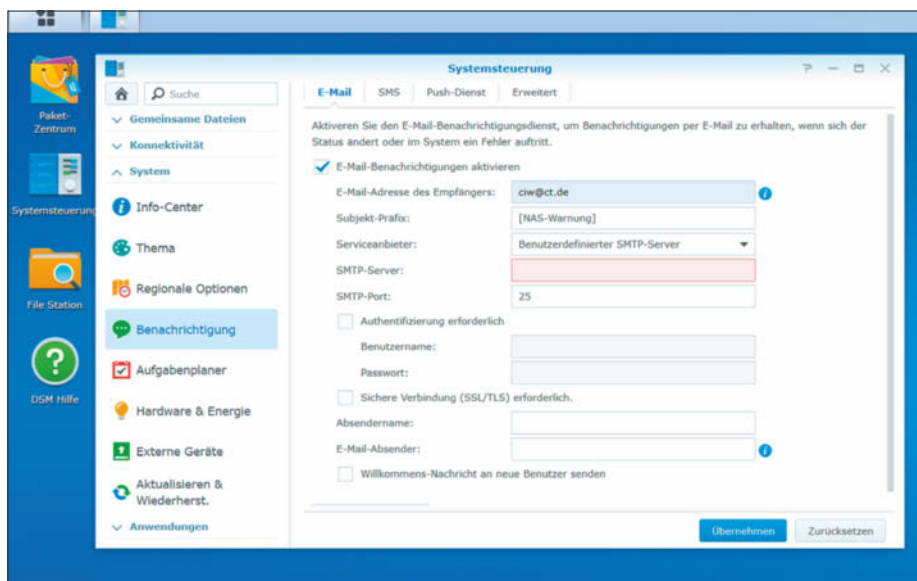 Paket-
Zentrum
Systemsteuerung
File Station
DSM Hilfe
Systemsteuerung
Suche
Gemeinsame Dateien
Konnektivität
System
Info-Center
Thema
Regionale Optionen
Benachrichtigung
Aufgabenplaner
Hardware & Energie
Externe Geräte
Aktualisieren &
Wiederherst.
Anwendungen
E-Mail SMS Push-Dienst Erweitert
Aktiveren Sie den E-Mail-Benachrichtigungsdienst, um Benachrichtigungen per E-Mail zu erhalten, wenn sich der
Status ändert oder im System ein Fehler auftritt.
E-Mail-Benachrichtigungen aktivieren
E-Mail-Adresse des Empfängers: ciw@ct.de
Subjekt-Präfix: [NAS-Warnung]
Serviceanbieter: Benutzerdefinierter SMTP-Server
SMTP-Server:
SMTP-Port: 25
Authentifizierung erforderlich
Benutzername:
Passwort:
Sichere Verbindung (SSL/TLS) erforderlich.
Absendername:
E-Mail-Absender:
Willkommens-Nachricht an neue Benutzer senden
Übernehmen Zurücksetzen